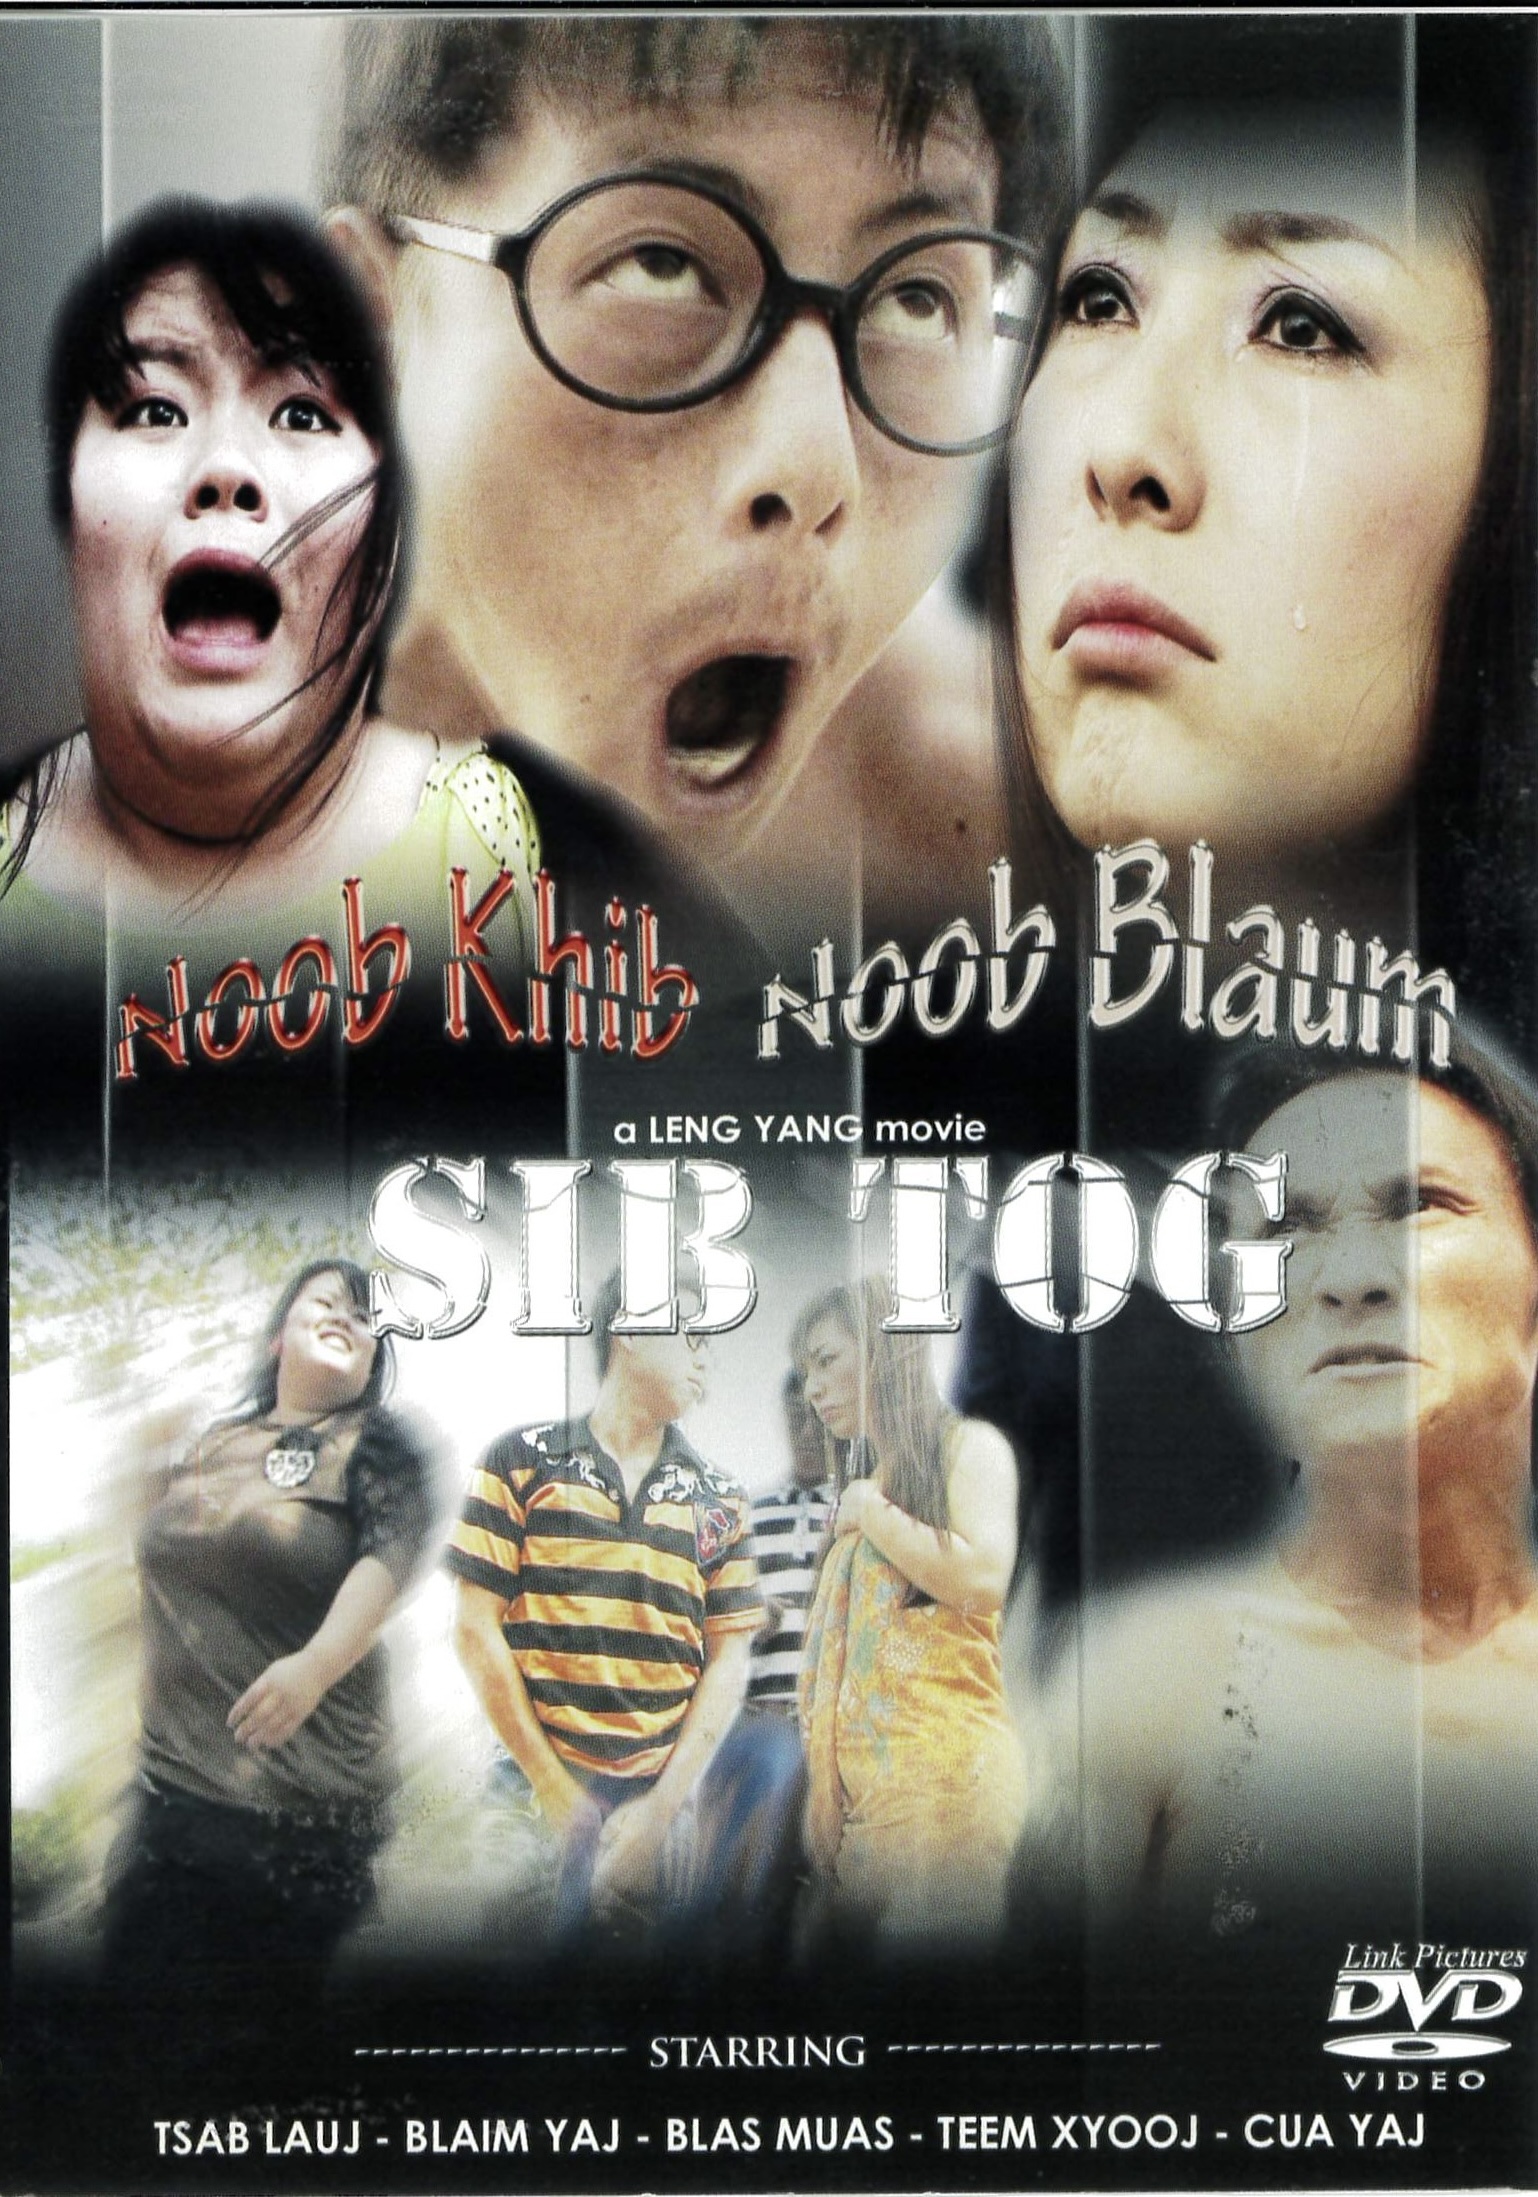 Noob Khib Noob Blaum
a LENG YANG movie
SIB TOG
Link Pictures
DVD
VIDEO
--------------- STARRING ---------------
TSAB LAUJ - BLAIM YAJ - BLAS MUAS - TEEM XYOOJ - CUA YAJ